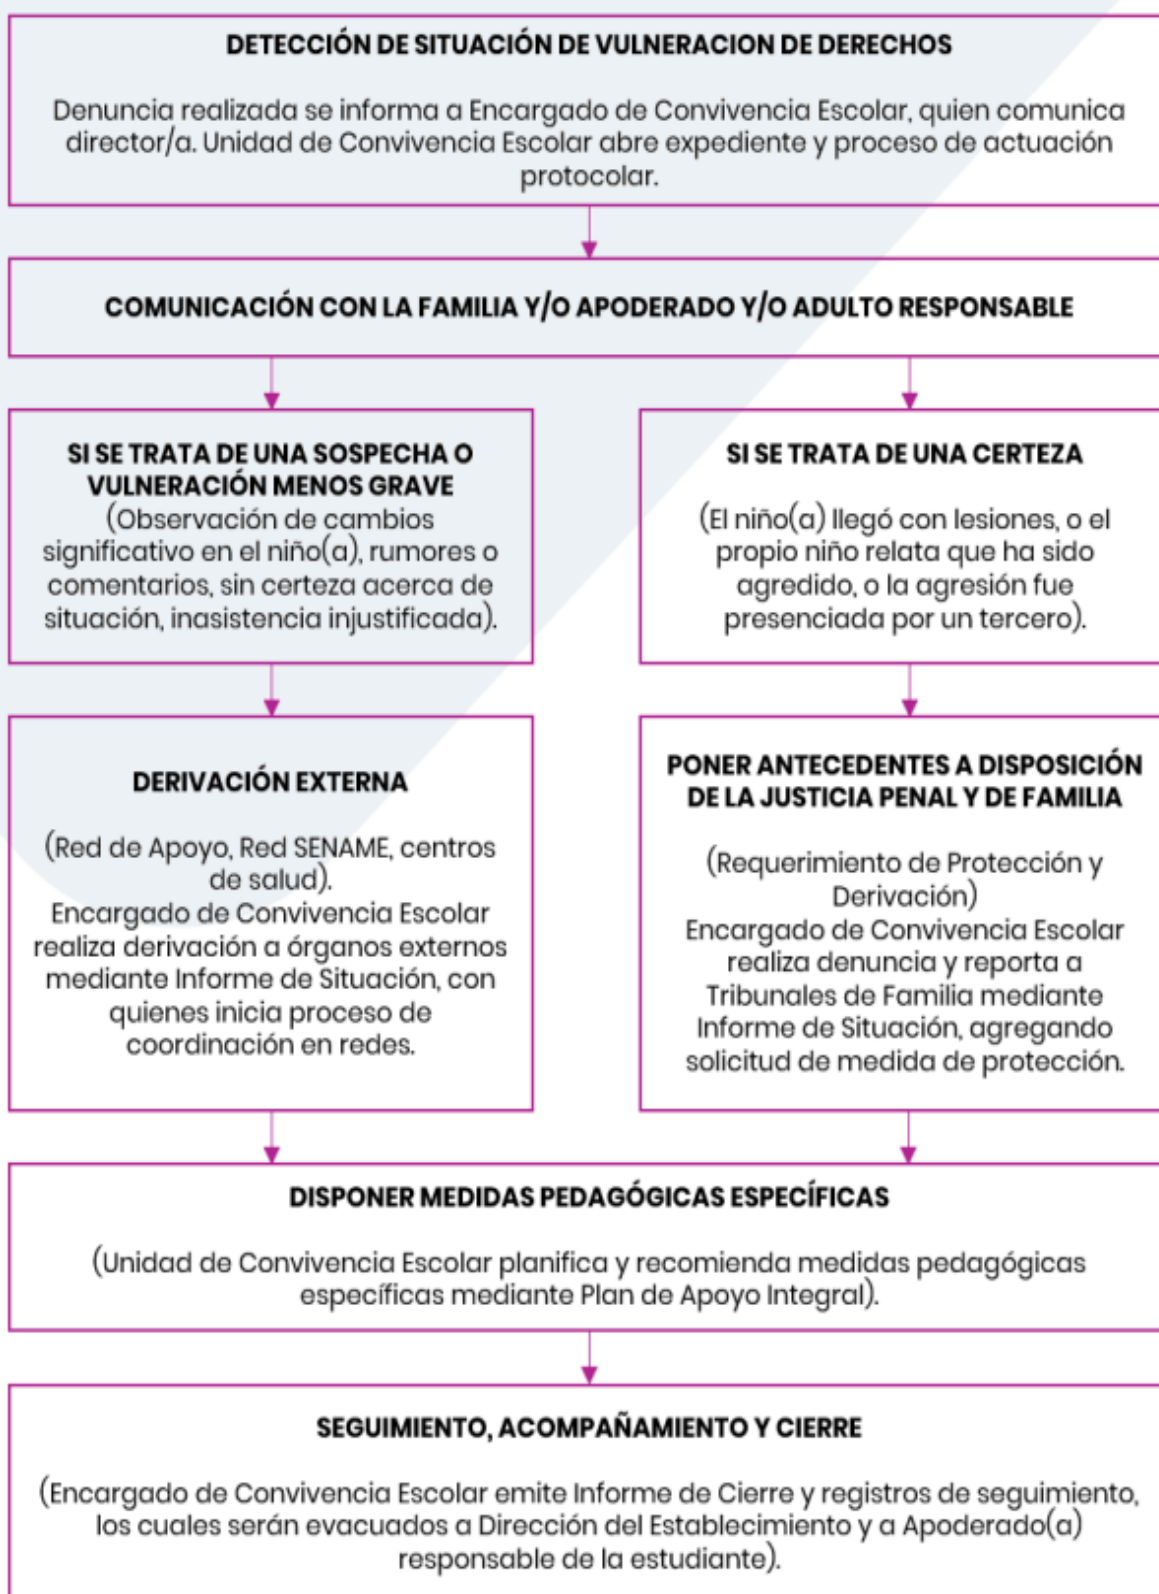 DETECCIÓN DE SITUACIÓN DE VULNERACION DE DERECHOS
Denuncia realizada se informa a Encargado de Convivencia Escolar, quien comunica
director/a. Unidad de Convivencia Escolar abre expediente y proceso de actuación
protocolar.
COMUNICACIÓN CON LA FAMILIA Y/O APODERADO Y/O ADULTO RESPONSABLE
SI SE TRATA DE UNA SOSPECHA O
VULNERACIÓN MENOS GRAVE
(Observación de cambios
significativo en el niño(a), rumores o
comentarios, sin certeza acerca de
situación, inasistencia injustificada).
SI SE TRATA DE UNA CERTEZA
(El niño(a) llegó con lesiones, o el
propio niño relata que ha sido
agredido, o la agresión fue
presenciada por un tercero).
DERIVACIÓN EXTERNA
(Red de Apoyo, Red SENAME, centros
de salud).
Encargado de Convivencia Escolar
realiza derivación a órganos externos
mediante Informe de Situación, con
quienes inicia proceso de
coordinación en redes.
PONER ANTECEDENTES A DISPOSICIÓN
DE LA JUSTICIA PENAL Y DE FAMILIA
(Requerimiento de Protección y
Derivación)
Encargado de Convivencia Escolar
realiza denuncia y reporta a
Tribunales de Familia mediante
Informe de Situación, agregando
solicitud de medida de protección.
DISPONER MEDIDAS PEDAGÓGICAS ESPECÍFICAS
(Unidad de Convivencia Escolar planifica y recomienda medidas pedagógicas
específicas mediante Plan de Apoyo Integral).
SEGUIMIENTO, ACOMPAÑAMIENTO Y CIERRE
(Encargado de Convivencia Escolar emite Informe de Cierre y registros de seguimiento,
los cuales serán evacuados a Dirección del Establecimiento y a Apoderado(a)
responsable de la estudiante).